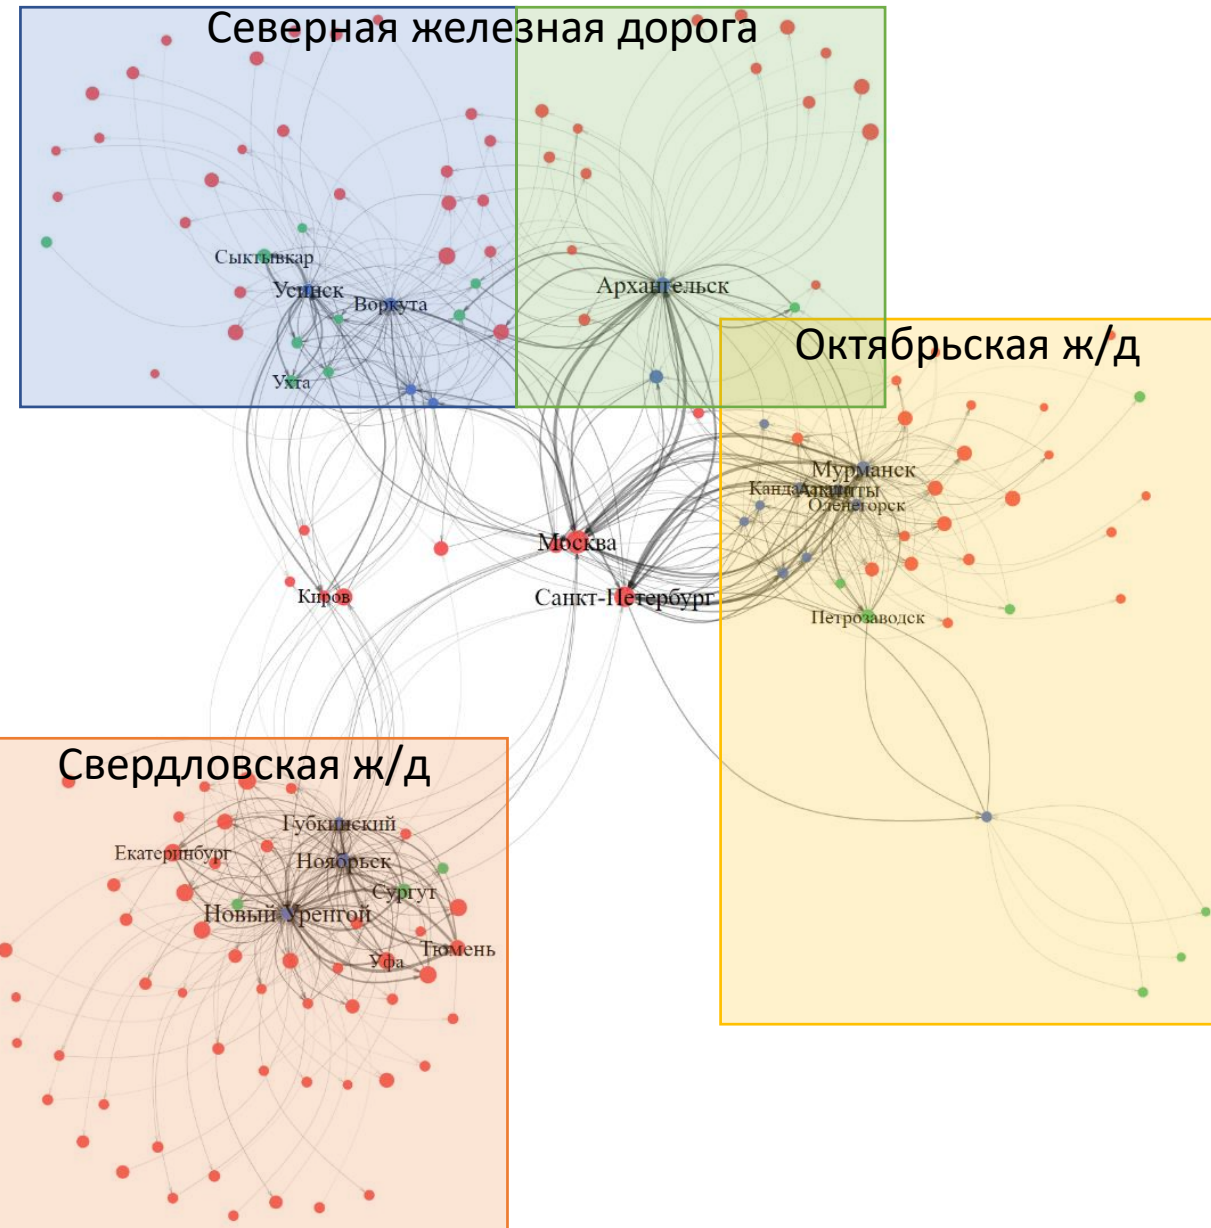 Северная железная дорога
Сыктывкар
Усинск
Воркута
Ухта
Архангельск
Октябрьская ж/д
Мурманск
Апатиты
Оленегорск
Петрозаводск
Москва
Санкт-Петербург
Киров
Свердловская ж/д
Губкинский
Екатеринбург
Ноябрьск
Сургут
Новый Уренгой
Тюмень
Уфа